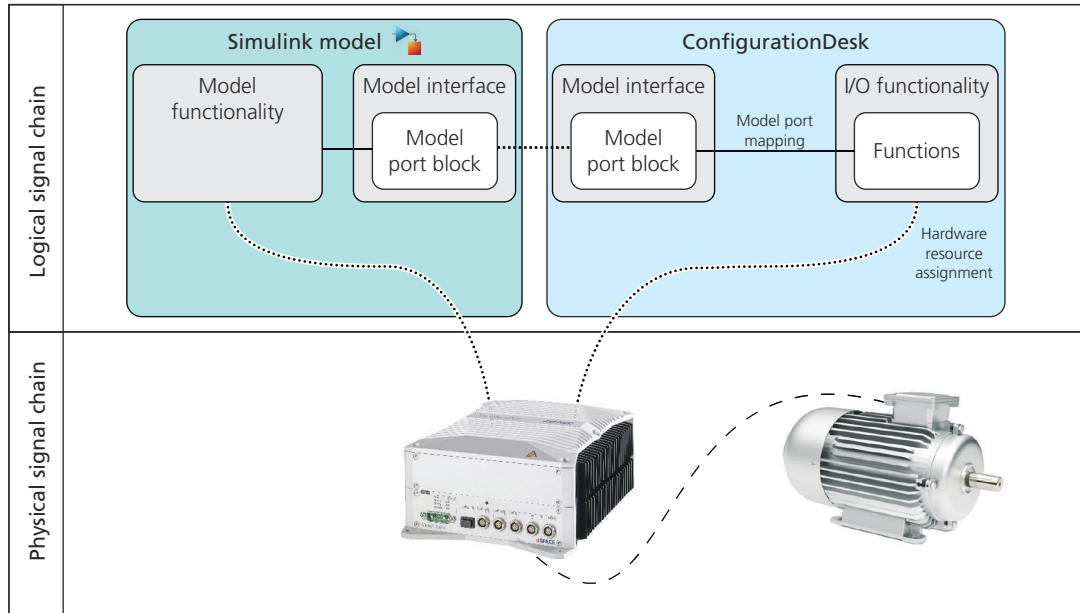 Logical signal chain
Simulink model
Model
functionality
Model interface
Model
port block
ConfigurationDesk
Model interface
Model
port block
Model port
mapping
I/O functionality
Functions
Hardware
resource
assignment
Physical signal chain
dSPACE